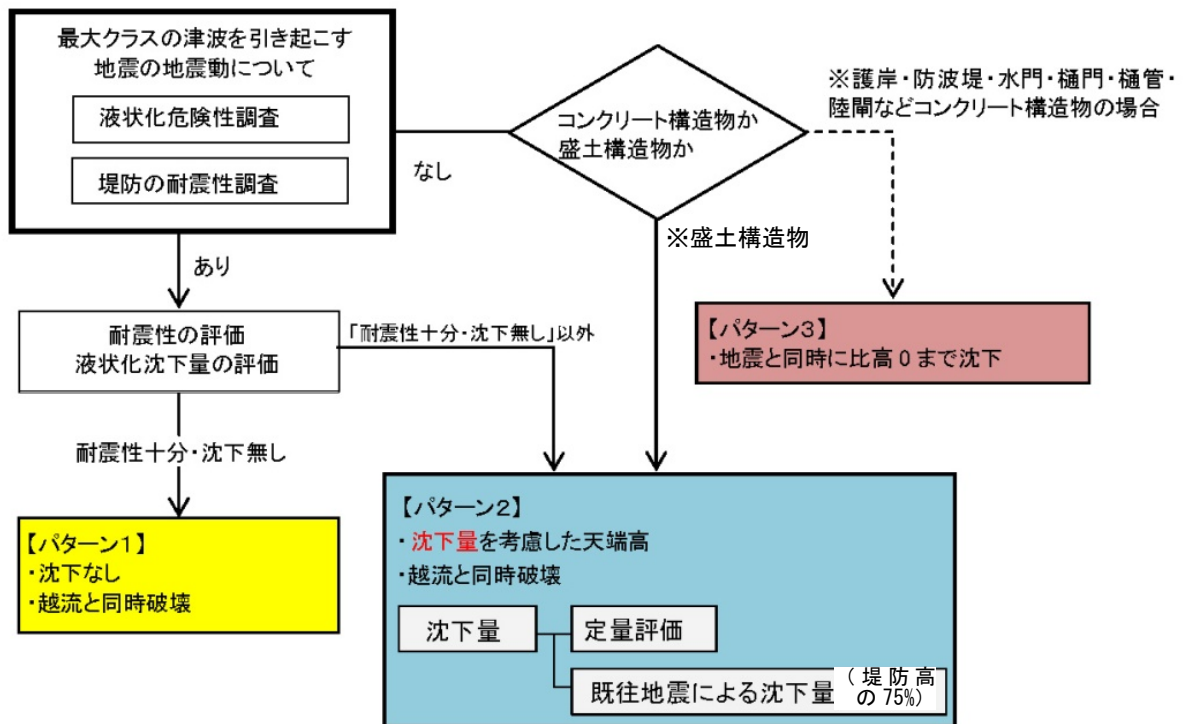 最大クラスの津波を引き起こす
地震の地震動について
液状化危険性調査
堤防の耐震性調査
なし
コンクリート構造物か
盛土構造物か
※護岸・防波堤・水門・樋門・樋管・
陸閘などコンクリート構造物の場合
※盛土構造物
あり
耐震性の評価
液状化沈下量の評価
「耐震性十分・沈下無し」以外
【パターン3】
・地震と同時に比高0まで沈下
耐震性十分・沈下無し
【パターン1】
・沈下なし
・越流と同時破壊
【パターン2】
・沈下量を考慮した天端高
・越流と同時破壊
沈下量
定量評価
既往地震による沈下量
(堤防高
の75%)